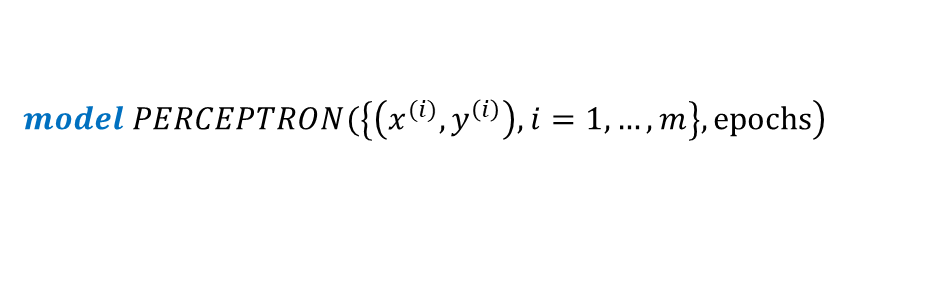 model PERCEPTRON({(x⁽ⁱ⁾, y⁽ⁱ⁾), i = 1, … , m}, epochs)